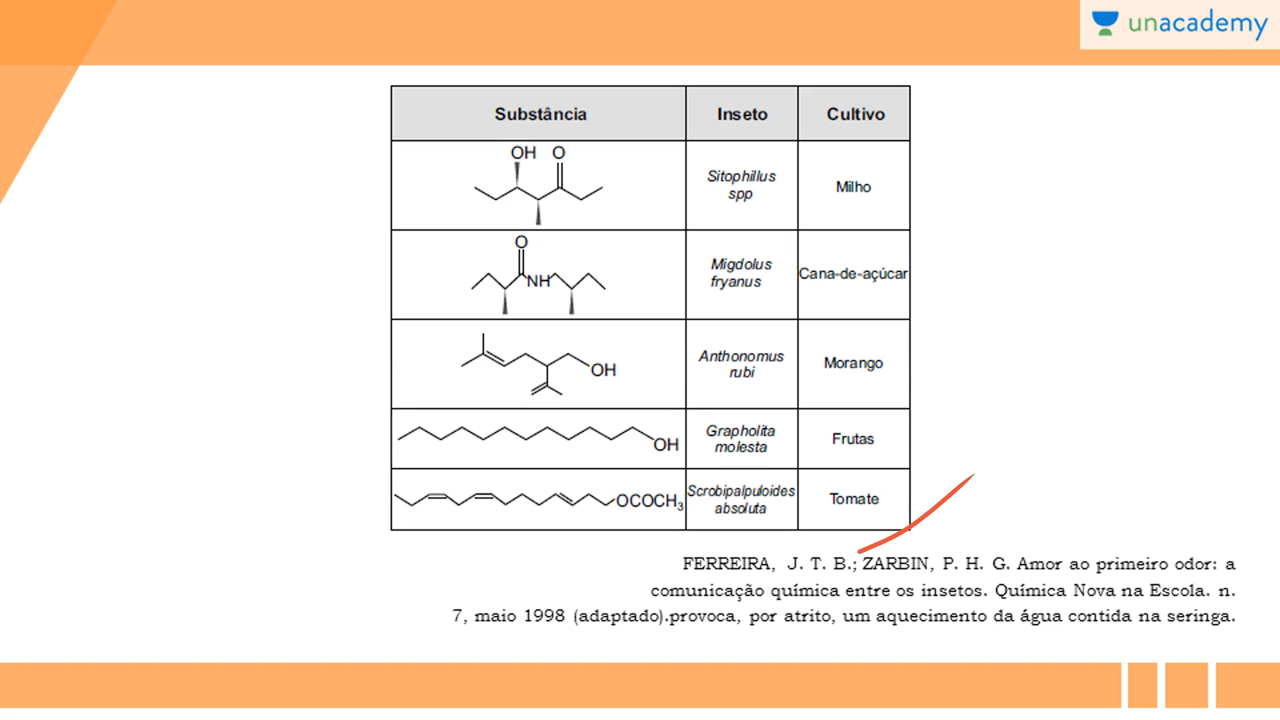 unacademy
Substância Inseto Cultivo
OH O
Sitophillus
spp
Milho
O
NH
Migdolus
fryanus
Cana-de-açúcar
OH
Anthonomus
rubi
Morango
OH
Grapholita
molesta
Frutas
OCOCH3
Scrobipalpuloides
absoluta
Tomate
FERREIRA, J. T. B.; ZARBIN, P. H. G. Amor ao primeiro odor: a
comunicação química entre os insetos. Química Nova na Escola. n.
7, maio 1998 (adaptado).provoca, por atrito, um aquecimento da água contida na seringa.